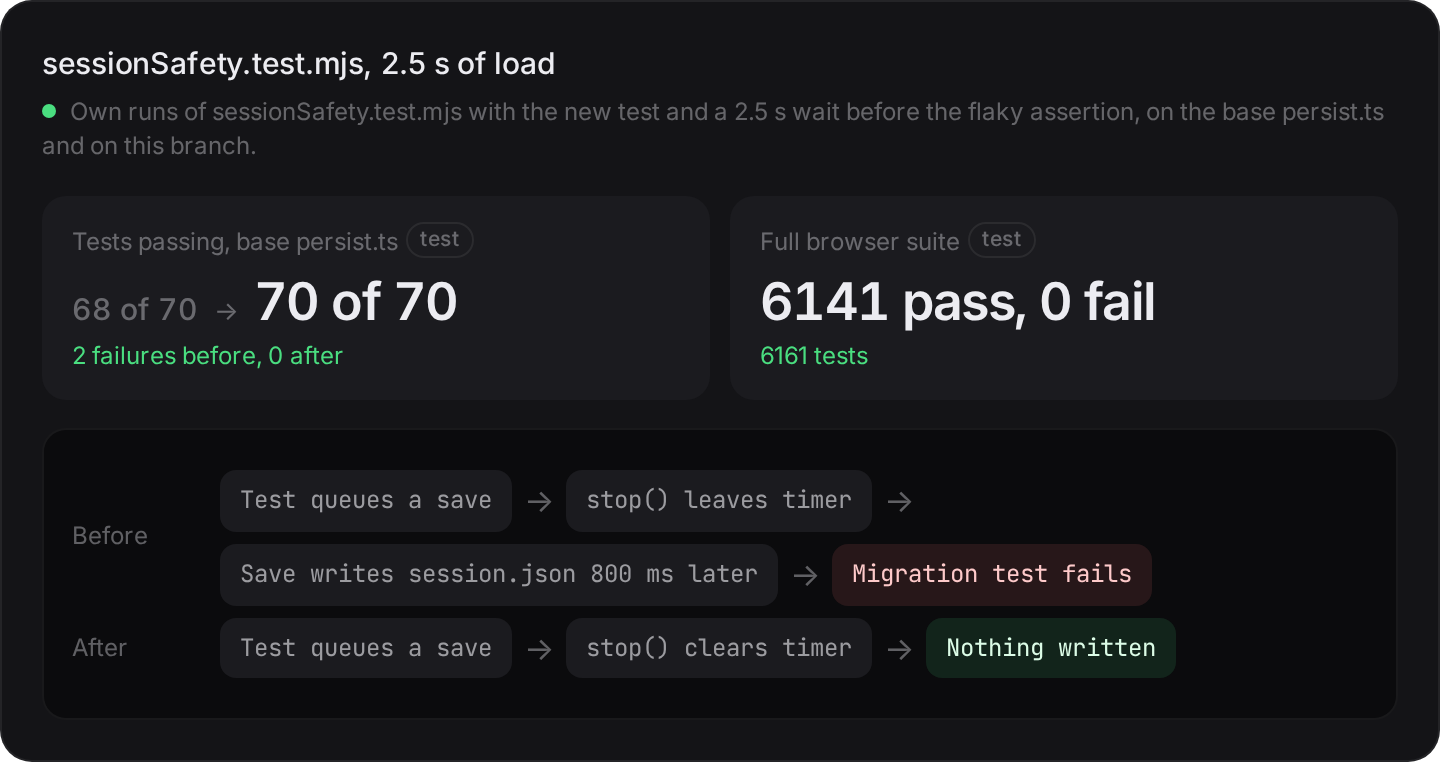 sessionSafety.test.mjs, 2.5 s of load
Own runs of sessionSafety.test.mjs with the new test and a 2.5 s wait before the flaky assertion, on the base persist.ts
and on this branch.
Tests passing, base persist.ts test
68 of 70 → 70 of 70
2 failures before, 0 after
Full browser suite test
6141 pass, 0 fail
6161 tests
Before
Test queues a save → stop() leaves timer →
Save writes session.json 800 ms later → Migration test fails
After
Test queues a save → stop() clears timer → Nothing written